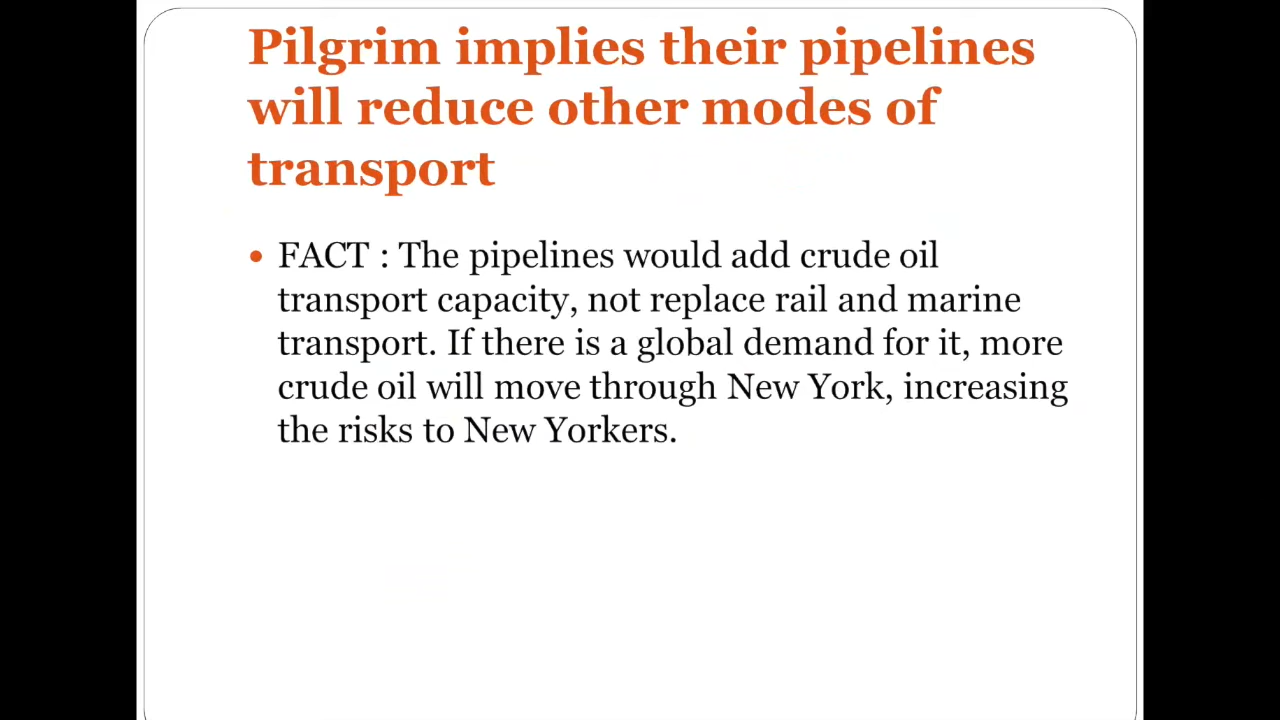 Pilgrim implies their pipelines
will reduce other modes of
transport
• FACT : The pipelines would add crude oil
transport capacity, not replace rail and marine
transport. If there is a global demand for it, more
crude oil will move through New York, increasing
the risks to New Yorkers.